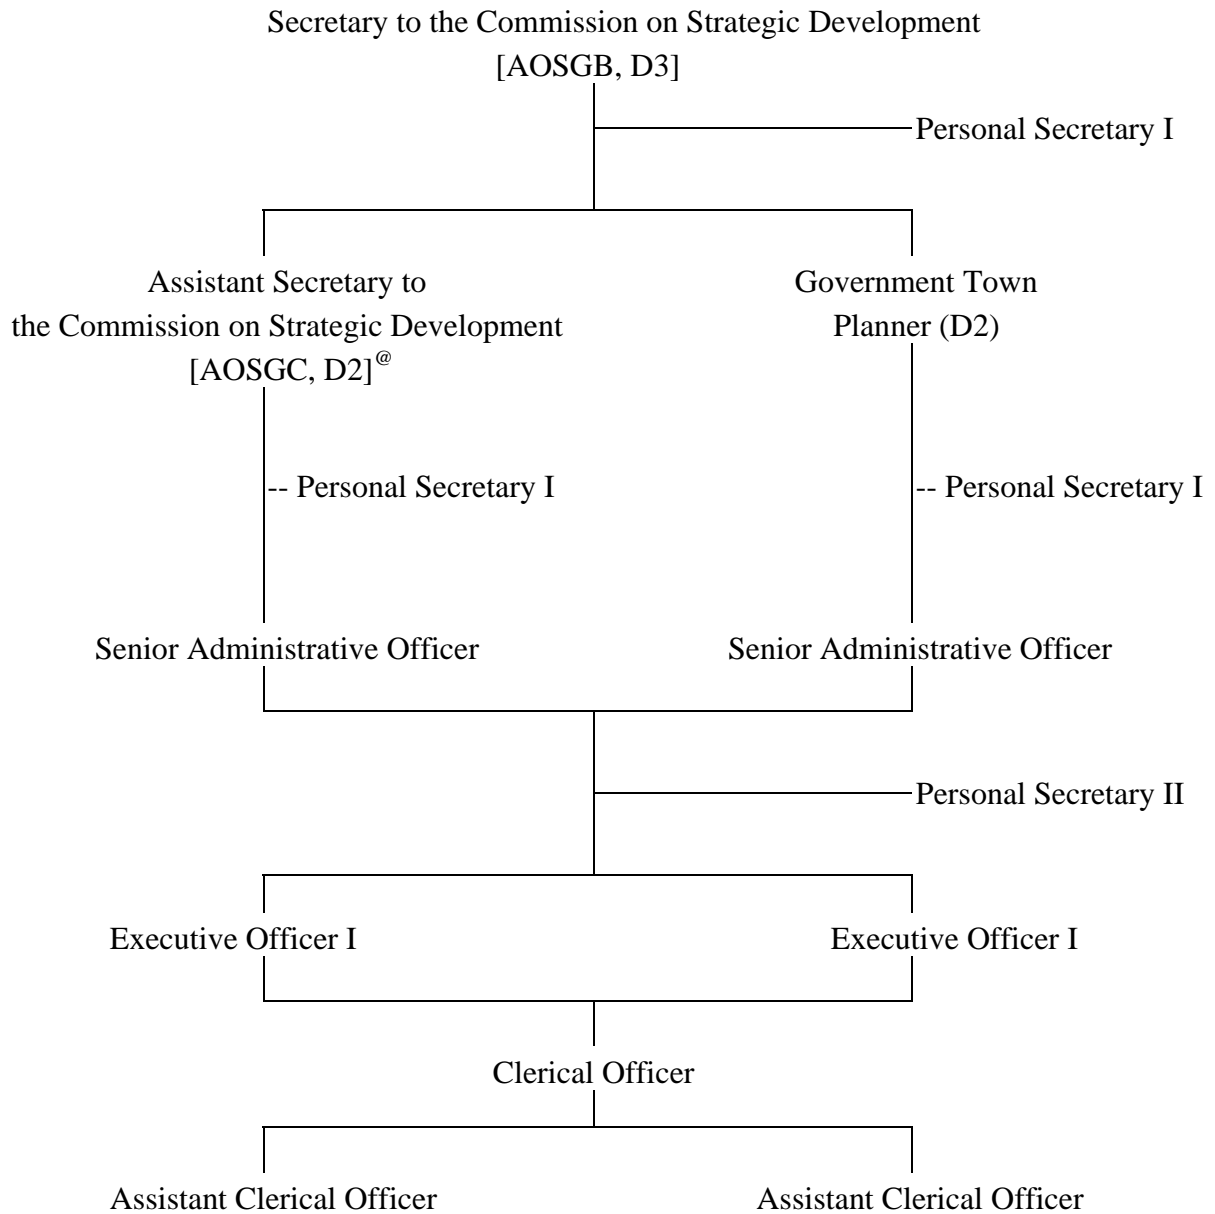 Secretary to the Commission on Strategic Development
[AOSGB, D3]
Personal Secretary I
Assistant Secretary to
the Commission on Strategic Development
[AOSGC, D2]@
Government Town
Planner (D2)
-- Personal Secretary I
-- Personal Secretary I
Senior Administrative Officer
Senior Administrative Officer
Personal Secretary II
Executive Officer I
Executive Officer I
Clerical Officer
Assistant Clerical Officer
Assistant Clerical Officer